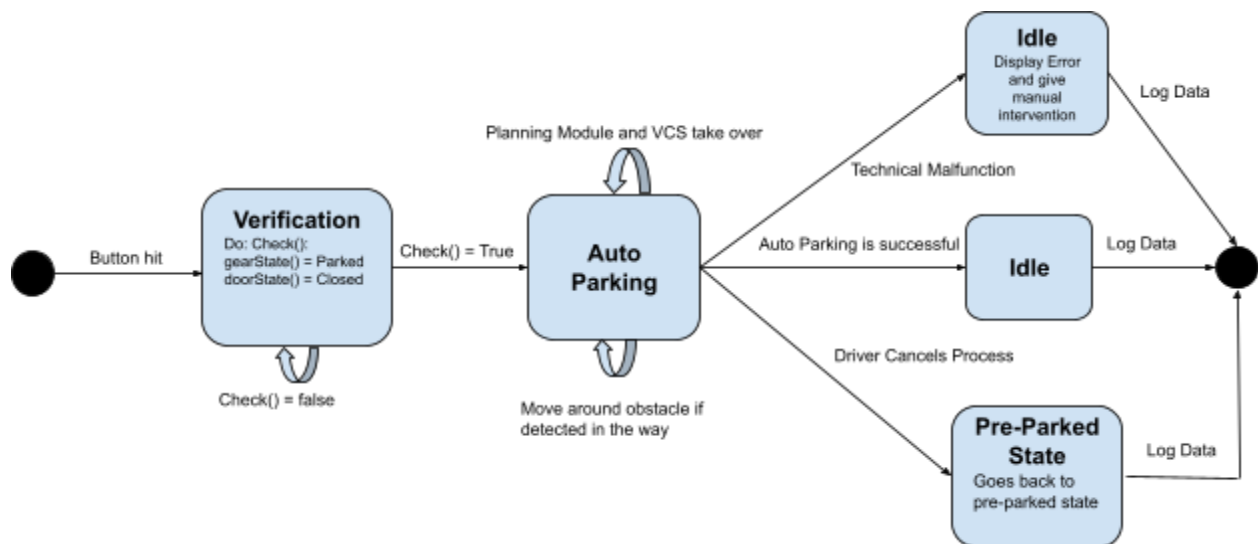 Button hit
Verification
Do: Check():
gearState() = Parked
doorState() = Closed
Check() = false
Check() = True
Planning Module and VCS take over
Auto
Parking
Move around obstacle if
detected in the way
Technical Malfunction
Auto Parking is successful
Driver Cancels Process
Idle
Display Error
and give
manual
intervention
Log Data
Idle
Log Data
Pre-Parked
State
Goes back to
pre-parked state
Log Data